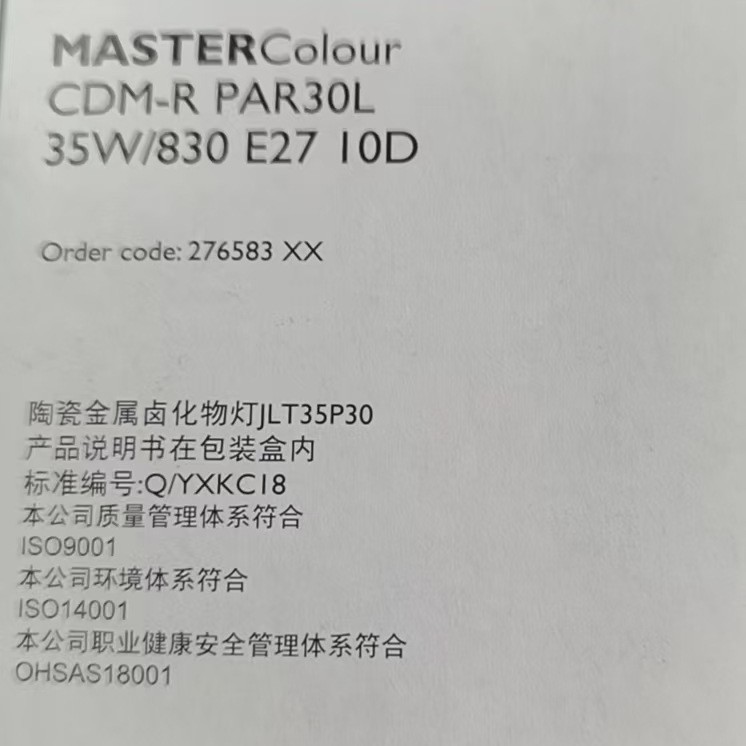 MASTERColour
CDM-R PAR30L
35W/830 E27 10D
Order code: 276583 XX
陶瓷金属卤化物灯JLT35P30
产品说明书在包装盒内
标准编号:Q/YXKC18
本公司质量管理体系符合
ISO9001
本公司环境体系符合
ISO14001
本公司职业健康安全管理体系符合
OHSAS18001